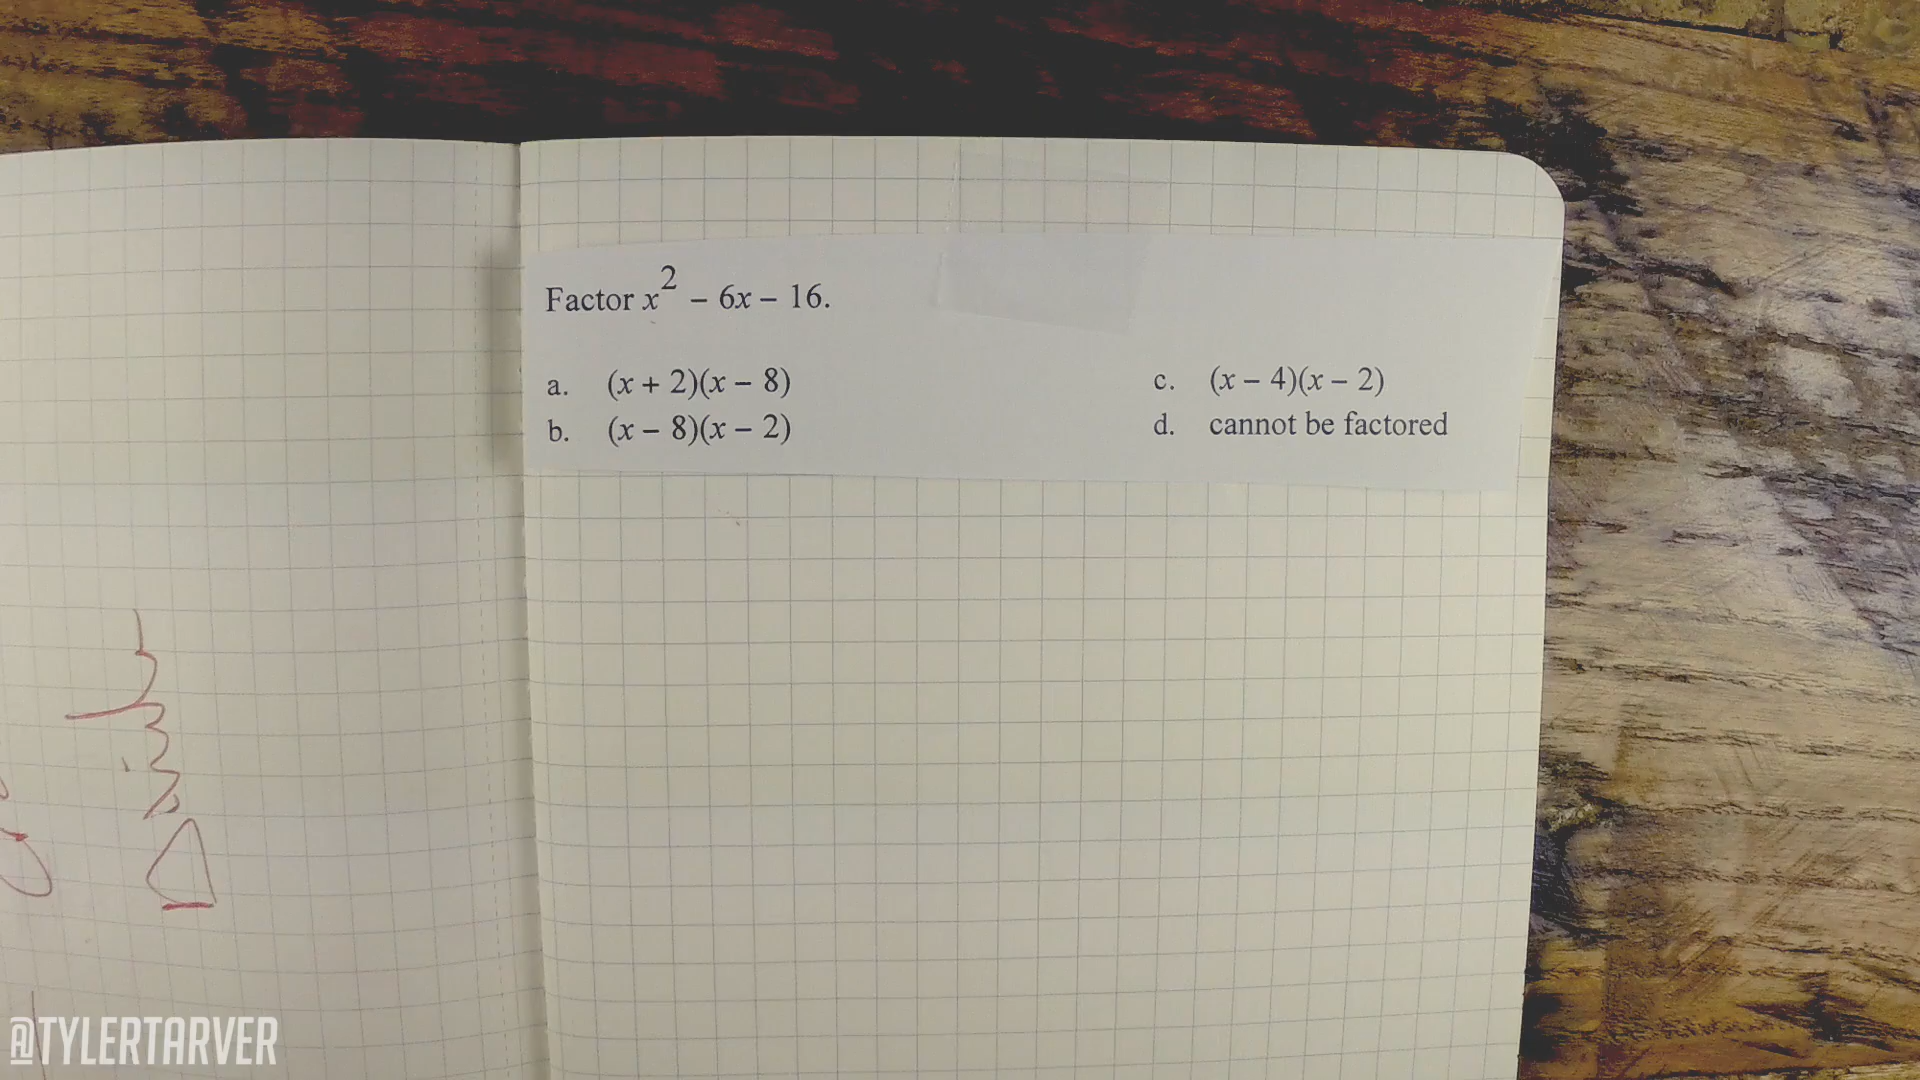 Factor x² – 6x – 16.
a. (x + 2)(x – 8)
b. (x – 8)(x – 2)
c. (x – 4)(x – 2)
d. cannot be factored
@TYLERTARVER